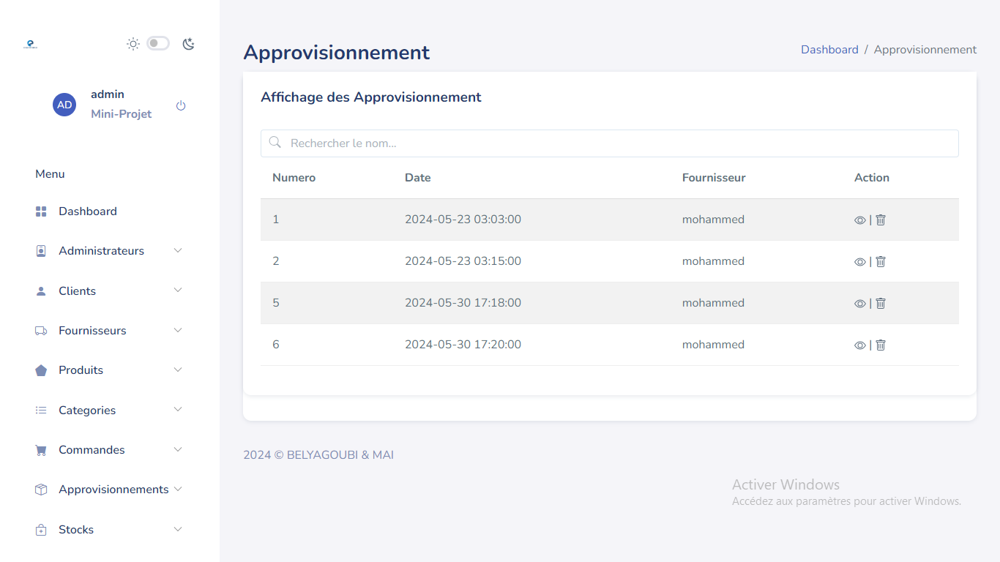 AD
admin
Mini-Projet
Menu
Dashboard
Administrateurs
Clients
Fournisseurs
Produits
Categories
Commandes
Approvisionnements
Stocks
Approvisionnement
Dashboard / Approvisionnement
Affichage des Approvisionnement
Rechercher le nom...
Numero Date Fournisseur Action
1 2024-05-23 03:03:00 mohammed |
2 2024-05-23 03:15:00 mohammed |
5 2024-05-30 17:18:00 mohammed |
6 2024-05-30 17:20:00 mohammed |
2024 © BELYAGOUBI & MAI
Activer Windows
Accédez aux paramètres pour activer Windows.